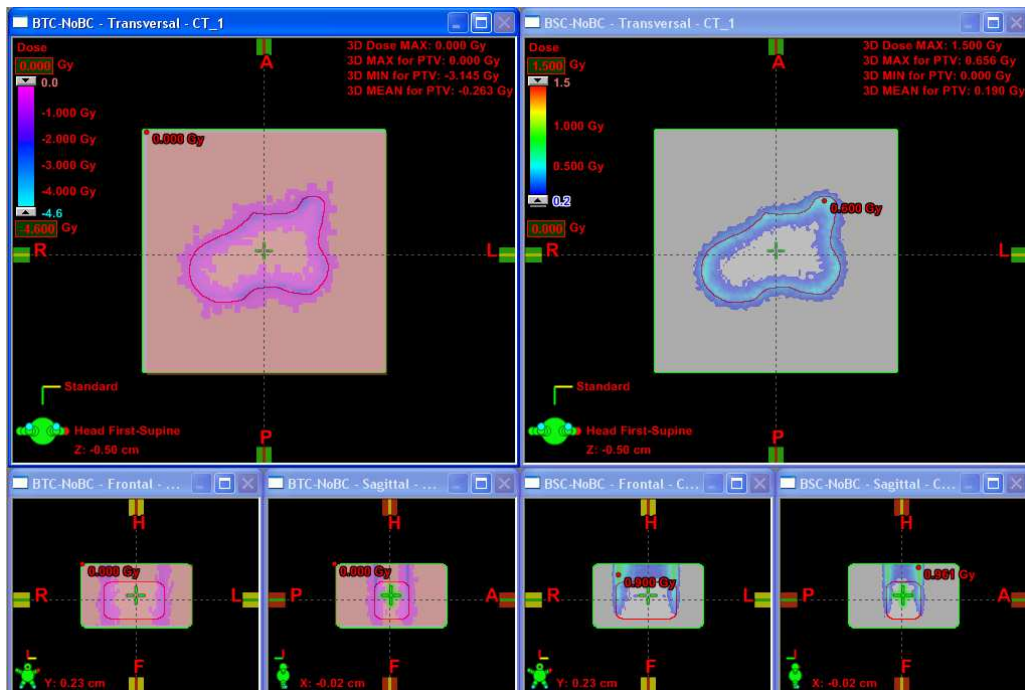 BTC-NoBC - Transversal - CT_1
Dose
0.000 Gy
0.0
-1.000 Gy
-2.000 Gy
-3.000 Gy
-4.000 Gy
-4.6
-4.600 Gy
3D Dose MAX: 0.000 Gy
3D MAX for PTV: 0.000 Gy
3D MIN for PTV: -3.145 Gy
3D MEAN for PTV: -0.263 Gy
A
0.000 Gy
R
L
Standard
Head First-Supine
Z: -0.50 cm
P
BSC-NoBC - Transversal - CT_1
Dose
1.500 Gy
1.5
1.000 Gy
0.500 Gy
0.2
0.000 Gy
3D Dose MAX: 1.500 Gy
3D MAX for PTV: 0.656 Gy
3D MIN for PTV: 0.000 Gy
3D MEAN for PTV: 0.190 Gy
A
0.600 Gy
R
L
Standard
Head First-Supine
Z: -0.50 cm
P
BTC-NoBC - Frontal - ...
H
0.000 Gy
R
L
F
Y: 0.23 cm
BTC-NoBC - Sagittal - ...
H
0.000 Gy
P
A
F
X: -0.02 cm
BSC-NoBC - Frontal - C...
H
0.900 Gy
R
L
F
Y: 0.23 cm
BSC-NoBC - Sagittal - C...
H
0.861 Gy
P
A
F
X: -0.02 cm